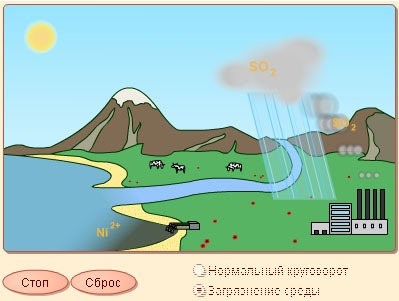 SO₂
SO₂
Ni²⁺
Стоп
Сброс
Нормальный круговорот
Загрязнение среды